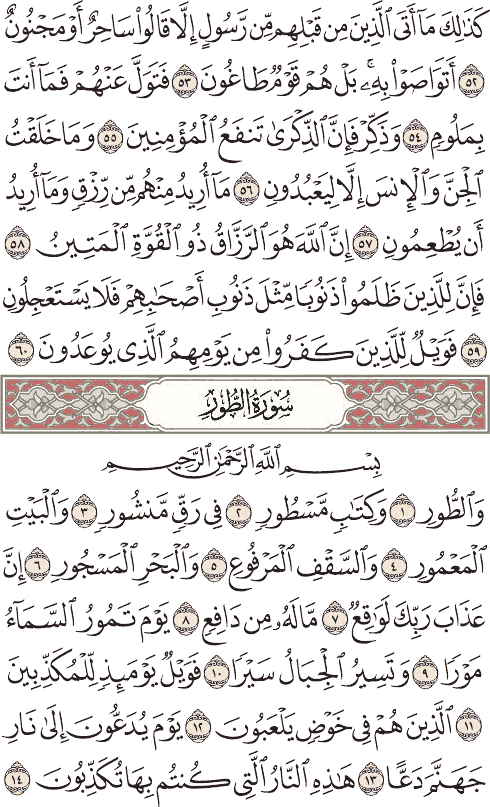 كَذَٰلِكَ مَآ أَتَى ٱلَّذِينَ مِن قَبْلِهِم مِّن رَّسُولٍ إِلَّا قَالُوا۟ سَاحِرٌ أَوْ مَجْنُونٌ
٥٢ أَتَوَاصَوْا۟ بِهِۦ ۚ بَلْ هُمْ قَوْمٌ طَاغُونَ ٥٣ فَتَوَلَّ عَنْهُمْ فَمَآ أَنتَ
بِمَلُومٍ ٥٤ وَذَكِّرْ فَإِنَّ ٱلذِّكْرَىٰ تَنفَعُ ٱلْمُؤْمِنِينَ ٥٥ وَمَا خَلَقْتُ
ٱلْجِنَّ وَٱلْإِنسَ إِلَّا لِيَعْبُدُونِ ٥٦ مَآ أُرِيدُ مِنْهُم مِّن رِّزْقٍ وَمَآ أُرِيدُ
أَن يُطْعِمُونِ ٥٧ إِنَّ ٱللَّهَ هُوَ ٱلرَّزَّاقُ ذُو ٱلْقُوَّةِ ٱلْمَتِينُ ٥٨
فَإِنَّ لِلَّذِينَ ظَلَمُوا۟ ذَنُوبًا مِّثْلَ ذَنُوبِ أَصْحَٰبِهِمْ فَلَا يَسْتَعْجِلُونِ
٥٩ فَوَيْلٌ لِّلَّذِينَ كَفَرُوا۟ مِن يَوْمِهِمُ ٱلَّذِى يُوعَدُونَ ٦٠
سُورَةُ الطُّورِ
بِسْمِ ٱللَّهِ ٱلرَّحْمَٰنِ ٱلرَّحِيمِ
وَٱلطُّورِ ١ وَكِتَٰبٍ مَّسْطُورٍ ٢ فِى رَقٍّ مَّنشُورٍ ٣ وَٱلْبَيْتِ
ٱلْمَعْمُورِ ٤ وَٱلسَّقْفِ ٱلْمَرْفُوعِ ٥ وَٱلْبَحْرِ ٱلْمَسْجُورِ ٦ إِنَّ
عَذَابَ رَبِّكَ لَوَٰقِعٌ ٧ مَّا لَهُۥ مِن دَافِعٍ ٨ يَوْمَ تَمُورُ ٱلسَّمَآءُ
مَوْرًا ٩ وَتَسِيرُ ٱلْجِبَالُ سَيْرًا ١٠ فَوَيْلٌ يَوْمَئِذٍ لِّلْمُكَذِّبِينَ
١١ ٱلَّذِينَ هُمْ فِى خَوْضٍ يَلْعَبُونَ ١٢ يَوْمَ يُدَعُّونَ إِلَىٰ نَارِ
جَهَنَّمَ دَعًّا ١٣ هَٰذِهِ ٱلنَّارُ ٱلَّتِى كُنتُم بِهَا تُكَذِّبُونَ ١٤